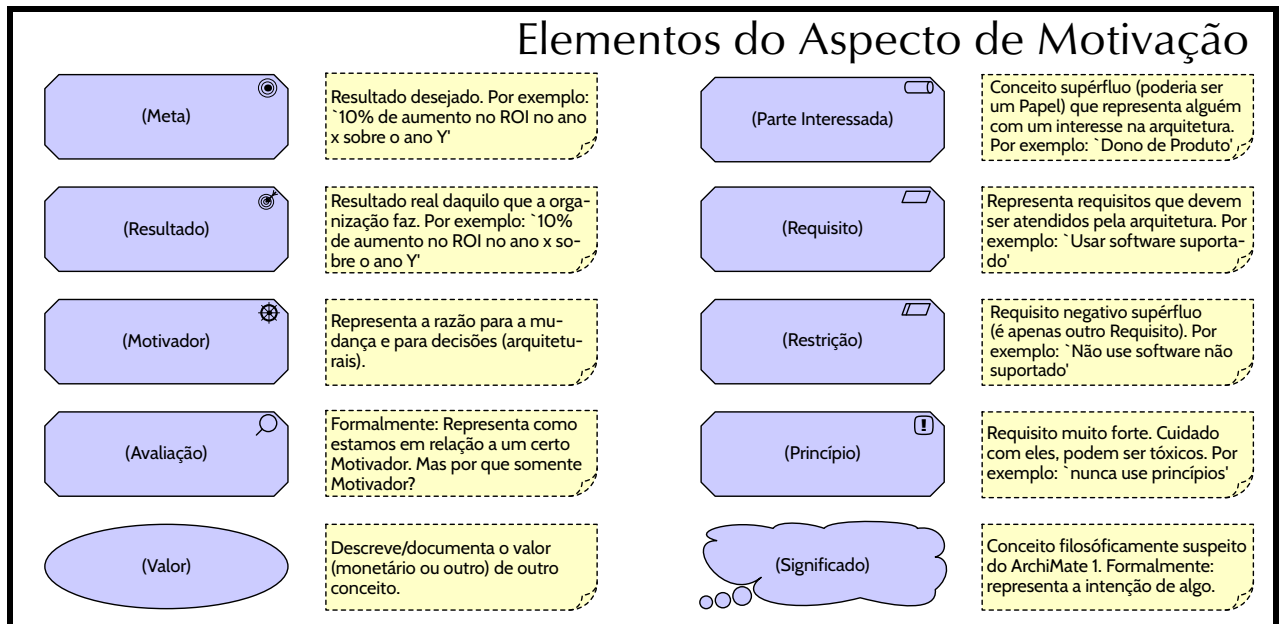 Elementos do Aspecto de Motivação
(Meta)
Resultado desejado. Por exemplo:
`10% de aumento no ROI no ano
x sobre o ano Y'
(Parte Interessada)
Conceito supérfluo (poderia ser
um Papel) que representa alguém
com um interesse na arquitetura.
Por exemplo: `Dono de Produto'
(Resultado)
Resultado real daquilo que a orga-
nização faz. Por exemplo: `10%
de aumento no ROI no ano x so-
bre o ano Y'
(Requisito)
Representa requisitos que devem
ser atendidos pela arquitetura. Por
exemplo: `Usar software suporta-
do'
(Motivador)
Representa a razão para a mu-
dança e para decisões (arquitetu-
rais).
(Restrição)
Requisito negativo supérfluo
(é apenas outro Requisito). Por
exemplo: `Não use software não
suportado'
(Avaliação)
Formalmente: Representa como
estamos em relação a um certo
Motivador. Mas por que somente
Motivador?
(Princípio)
Requisito muito forte. Cuidado
com eles, podem ser tóxicos. Por
exemplo: `nunca use princípios'
(Valor)
Descreve/documenta o valor
(monetário ou outro) de outro
conceito.
(Significado)
Conceito filosóficamente suspeito
do ArchiMate 1. Formalmente:
representa a intenção de algo.